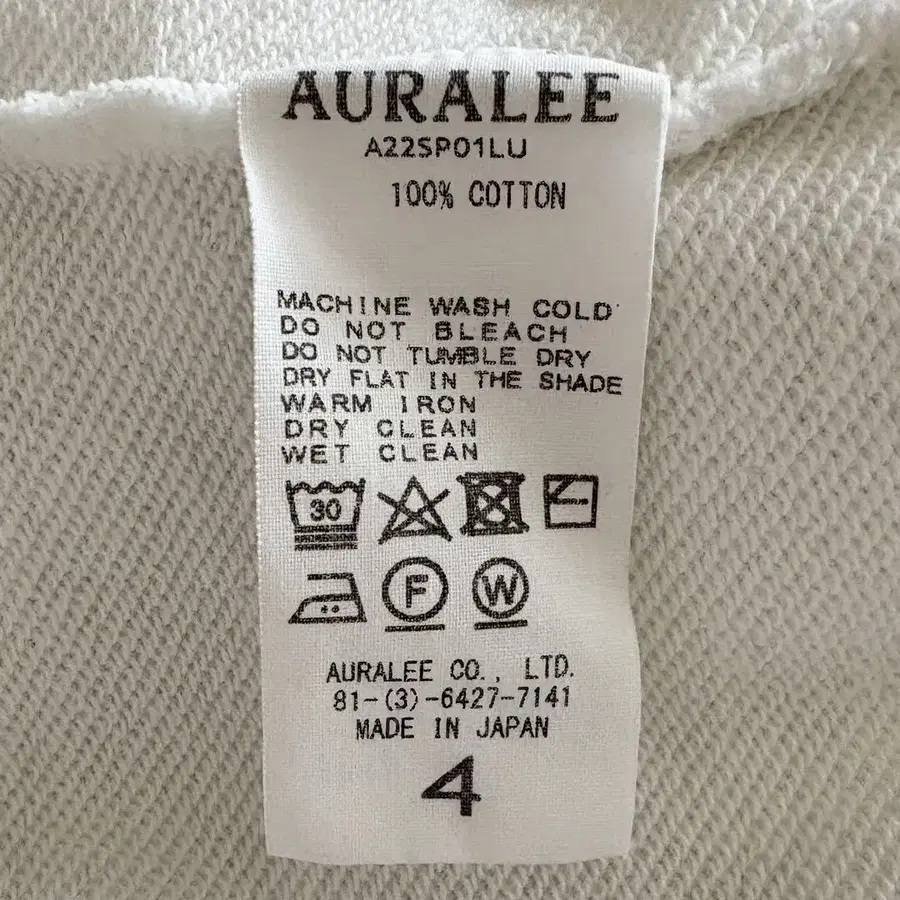 AURALEE
A22SP01LU
100% COTTON
MACHINE WASH COLD
DO NOT BLEACH
DO NOT TUMBLE DRY
DRY FLAT IN THE SHADE
WARM IRON
DRY CLEAN
WET CLEAN
30
F W
AURALEE CO., LTD.
81-(3)-6427-7141
MADE IN JAPAN
4